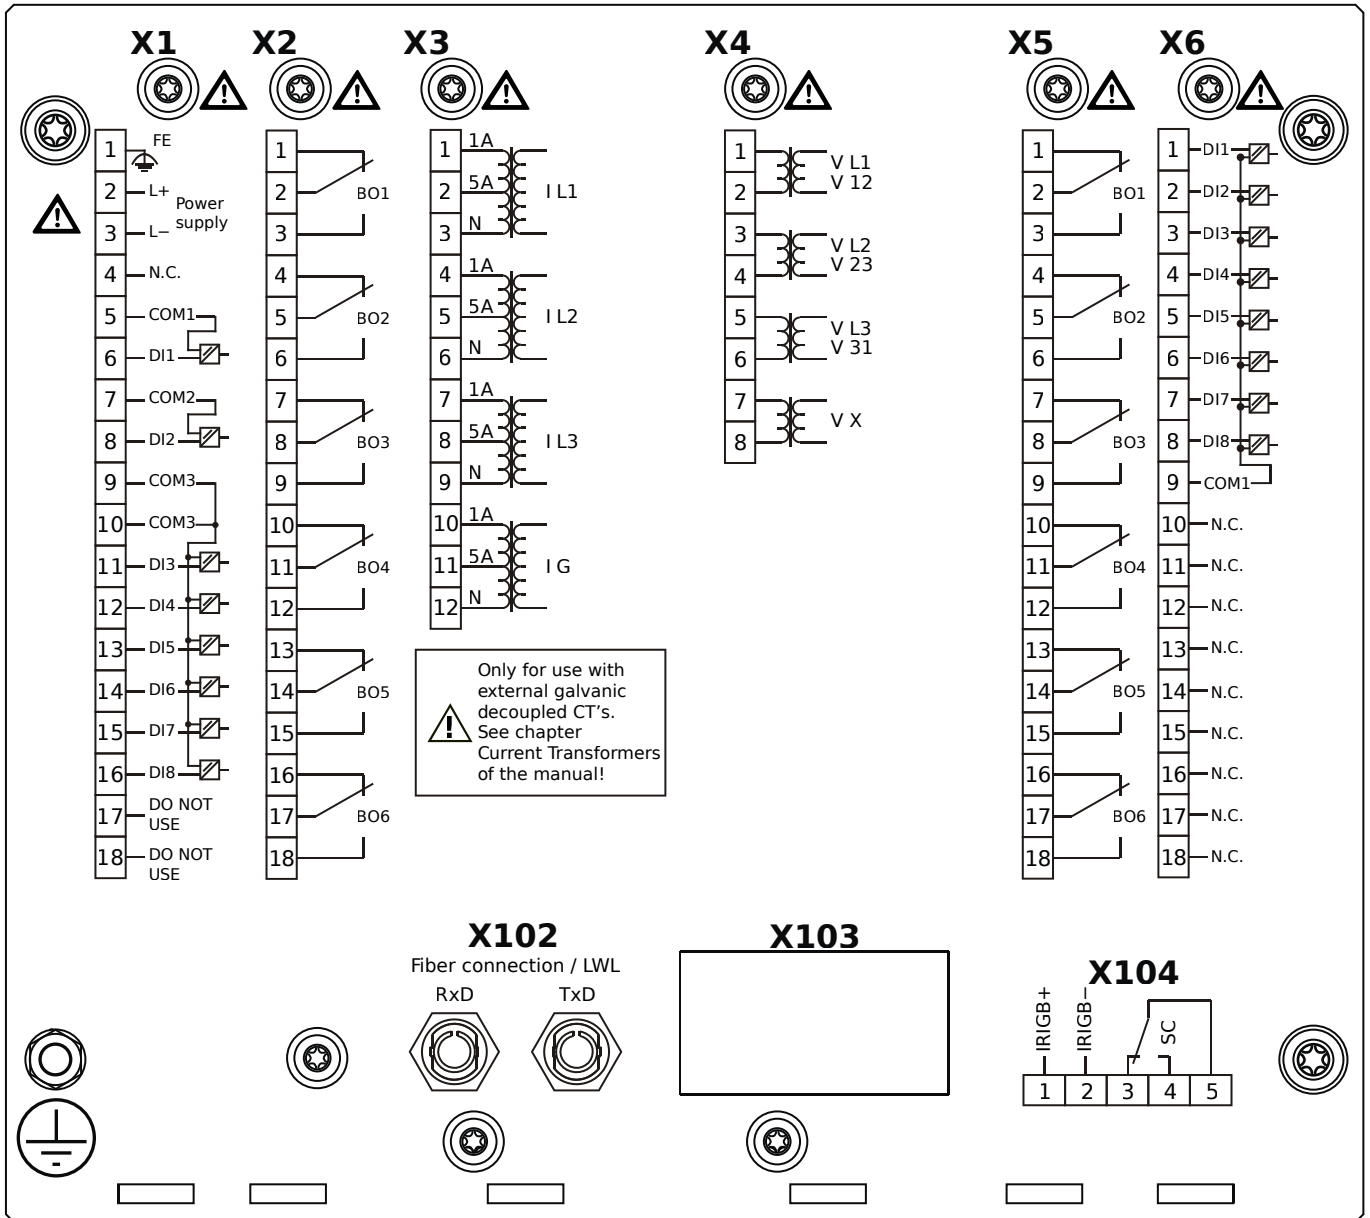 X1 X2 X3 X4 X5 X6
1 FE
2 L+
Power
supply
3 L−
4 N.C.
5 COM1
6 DI1
7 COM2
8 DI2
9 COM3
10 COM3
11 DI3
12 DI4
13 DI5
14 DI6
15 DI7
16 DI8
17 DO NOT
USE
18 DO NOT
USE
1
2 BO1
3
4
5 BO2
6
7
8 BO3
9
10
11 BO4
12
13
14 BO5
15
16
17 BO6
18
1 1A
2 5A I L1
3 N
4 1A
5 5A I L2
6 N
7 1A
8 5A I L3
9 N
10 1A
11 5A I G
12 N
Only for use with
external galvanic
decoupled CT's.
See chapter
Current Transformers
of the manual!
1 V L1
2 V 12
3 V L2
4 V 23
5 V L3
6 V 31
7 V X
8
1
2 BO1
3
4
5 BO2
6
7
8 BO3
9
10
11 BO4
12
13
14 BO5
15
16
17 BO6
18
1 DI1
2 DI2
3 DI3
4 DI4
5 DI5
6 DI6
7 DI7
8 DI8
9 COM1
10 N.C.
11 N.C.
12 N.C.
13 N.C.
14 N.C.
15 N.C.
16 N.C.
17 N.C.
18 N.C.
X102
Fiber connection / LWL
RxD TxD
X103
X104
IRIGB+
IRIGB−
SC
1 2 3 4 5